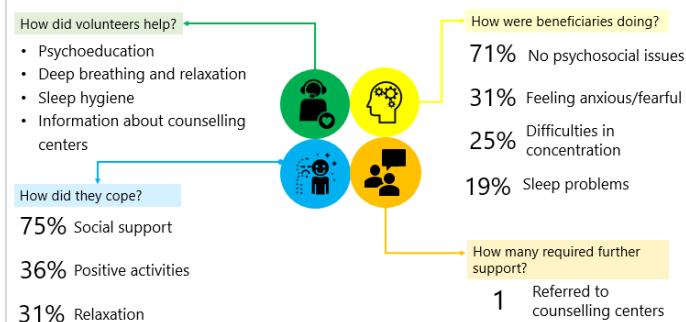 How did volunteers help?
• Psychoeducation
• Deep breathing and relaxation
• Sleep hygiene
• Information about counselling
centers
How were beneficiaries doing?
71% No psychosocial issues
31% Feeling anxious/fearful
25% Difficulties in
concentration
19% Sleep problems
How did they cope?
75% Social support
36% Positive activities
31% Relaxation
How many required further
support?
1 Referred to
counselling centers